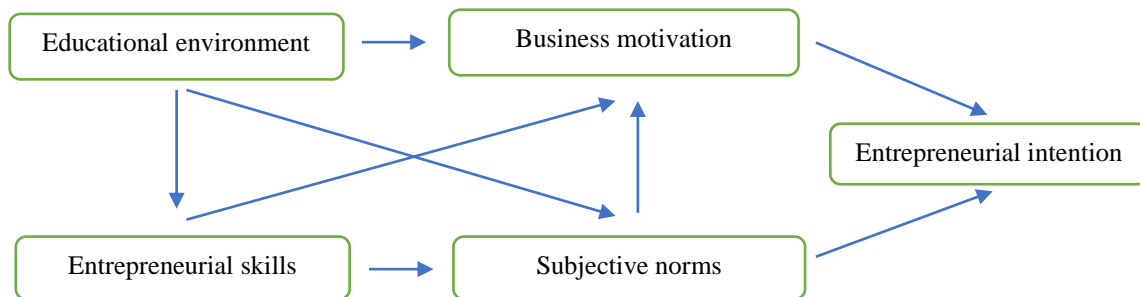 Educational environment
Business motivation
Entrepreneurial intention
Entrepreneurial skills
Subjective norms